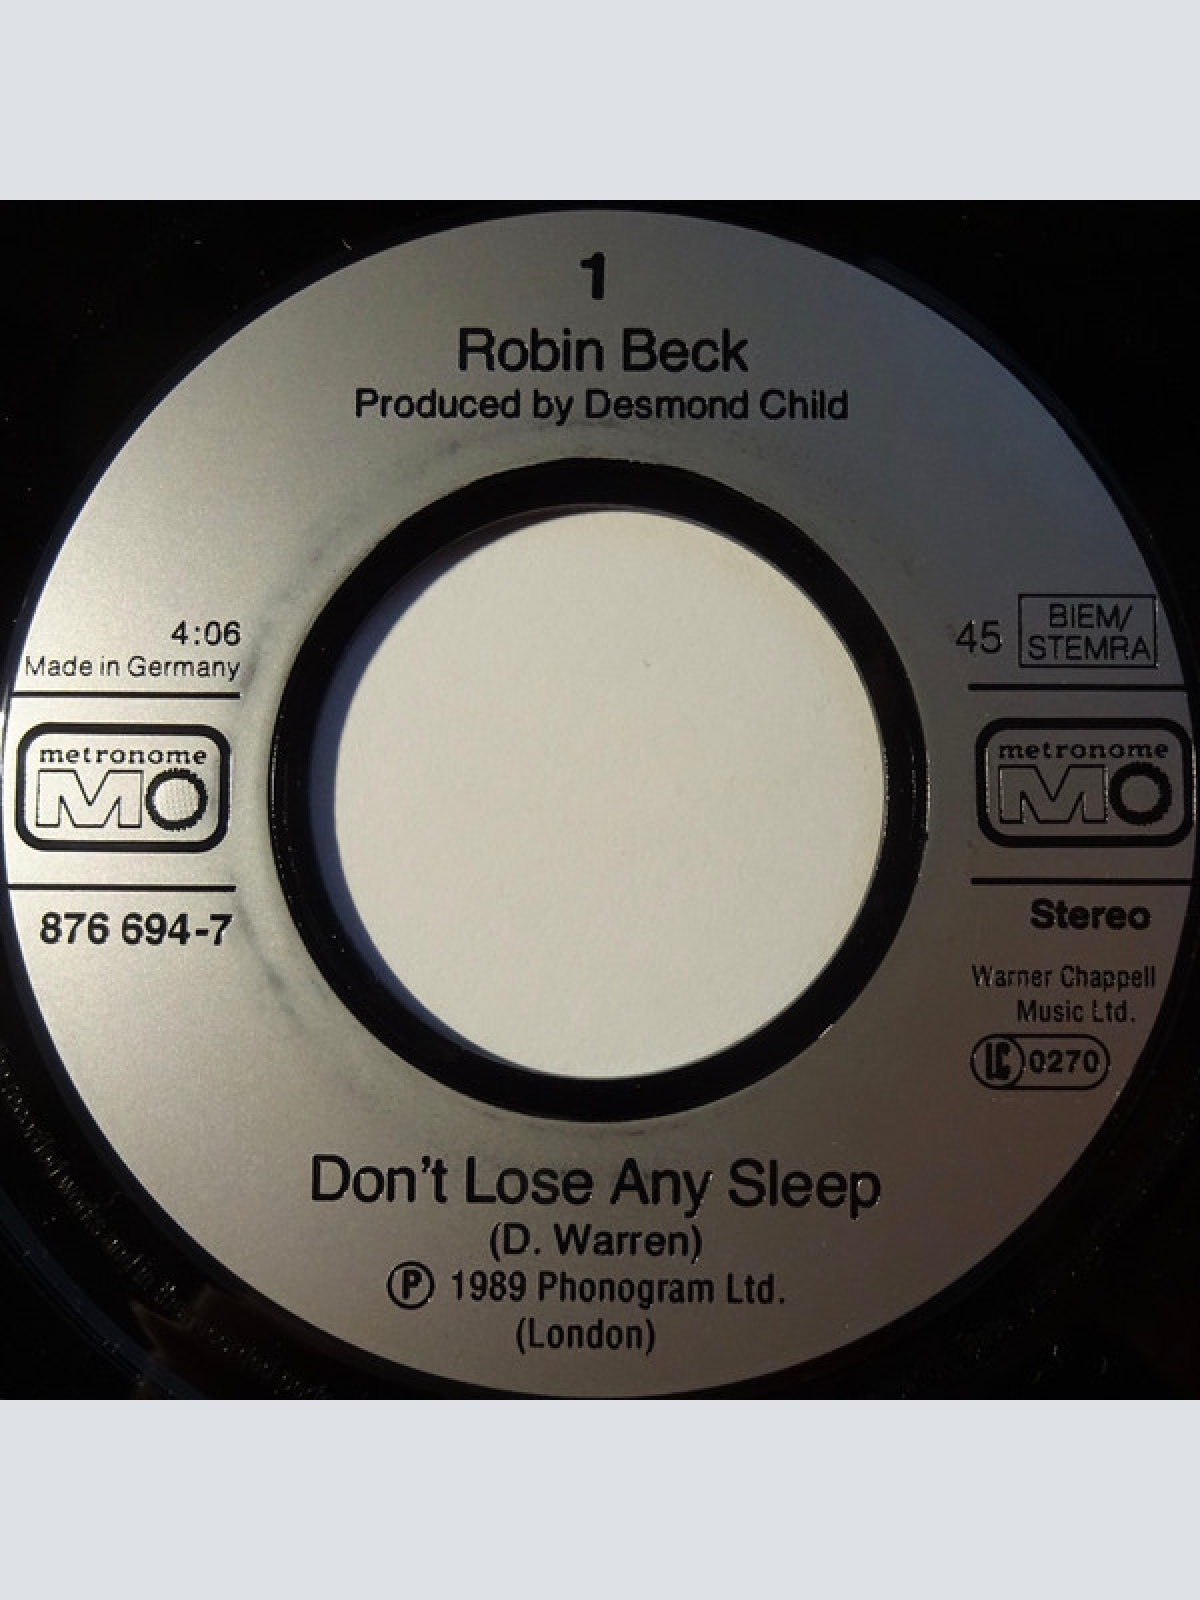 1
Robin Beck
Produced by Desmond Child
4:06
Made in Germany
45
BIEM/
STEMRA
metronome
MO
metronome
MO
876 694-7
Stereo
Warner Chappell
Music Ltd.
LC 0270
Don't Lose Any Sleep
(D. Warren)
Ⓟ 1989 Phonogram Ltd.
(London)